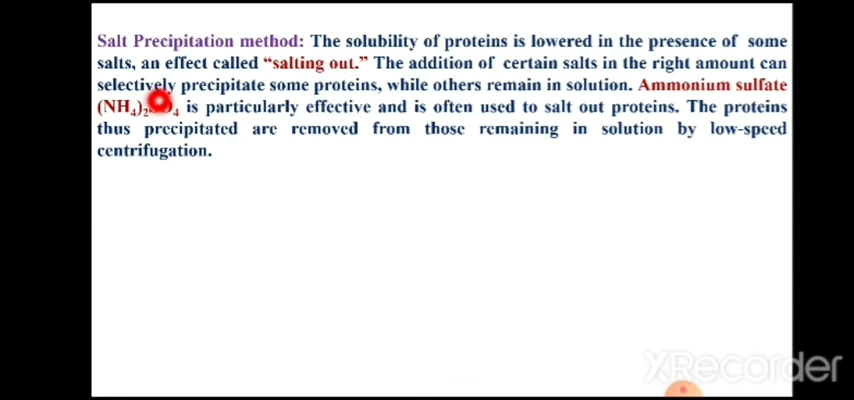 Salt Precipitation method: The solubility of proteins is lowered in the presence of some
salts, an effect called “salting out.” The addition of certain salts in the right amount can
selectively precipitate some proteins, while others remain in solution. Ammonium sulfate
(NH₄)₂ ₄ is particularly effective and is often used to salt out proteins. The proteins
thus precipitated are removed from those remaining in solution by low-speed
centrifugation.
XRecorder